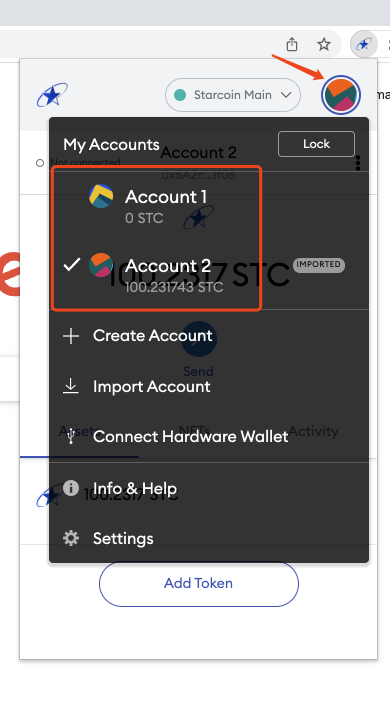 Starcoin Main
ma
My Accounts
Lock
Not connected
Account 2
0x5A2c...1f06
Account 1
0 STC
Account 2
100.231743 STC
100.2317 STC
IMPORTED
Create Account
Send
Import Account
Assets
NFTs
Activity
Connect Hardware Wallet
100.2317 STC
Info & Help
Settings
Add Token